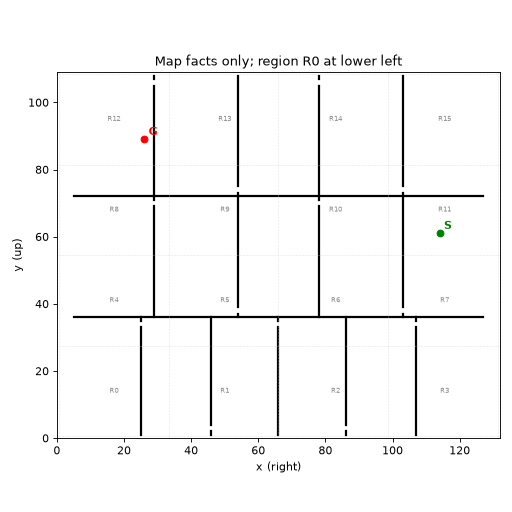 Map facts only; region R0 at lower left
100
80
60
40
20
0
y (up)
R12
R13
R14
R15
G
R8
R9
R10
R11
S
R4
R5
R6
R7
R0
R1
R2
R3
0
20
40
60
80
100
120
x (right)